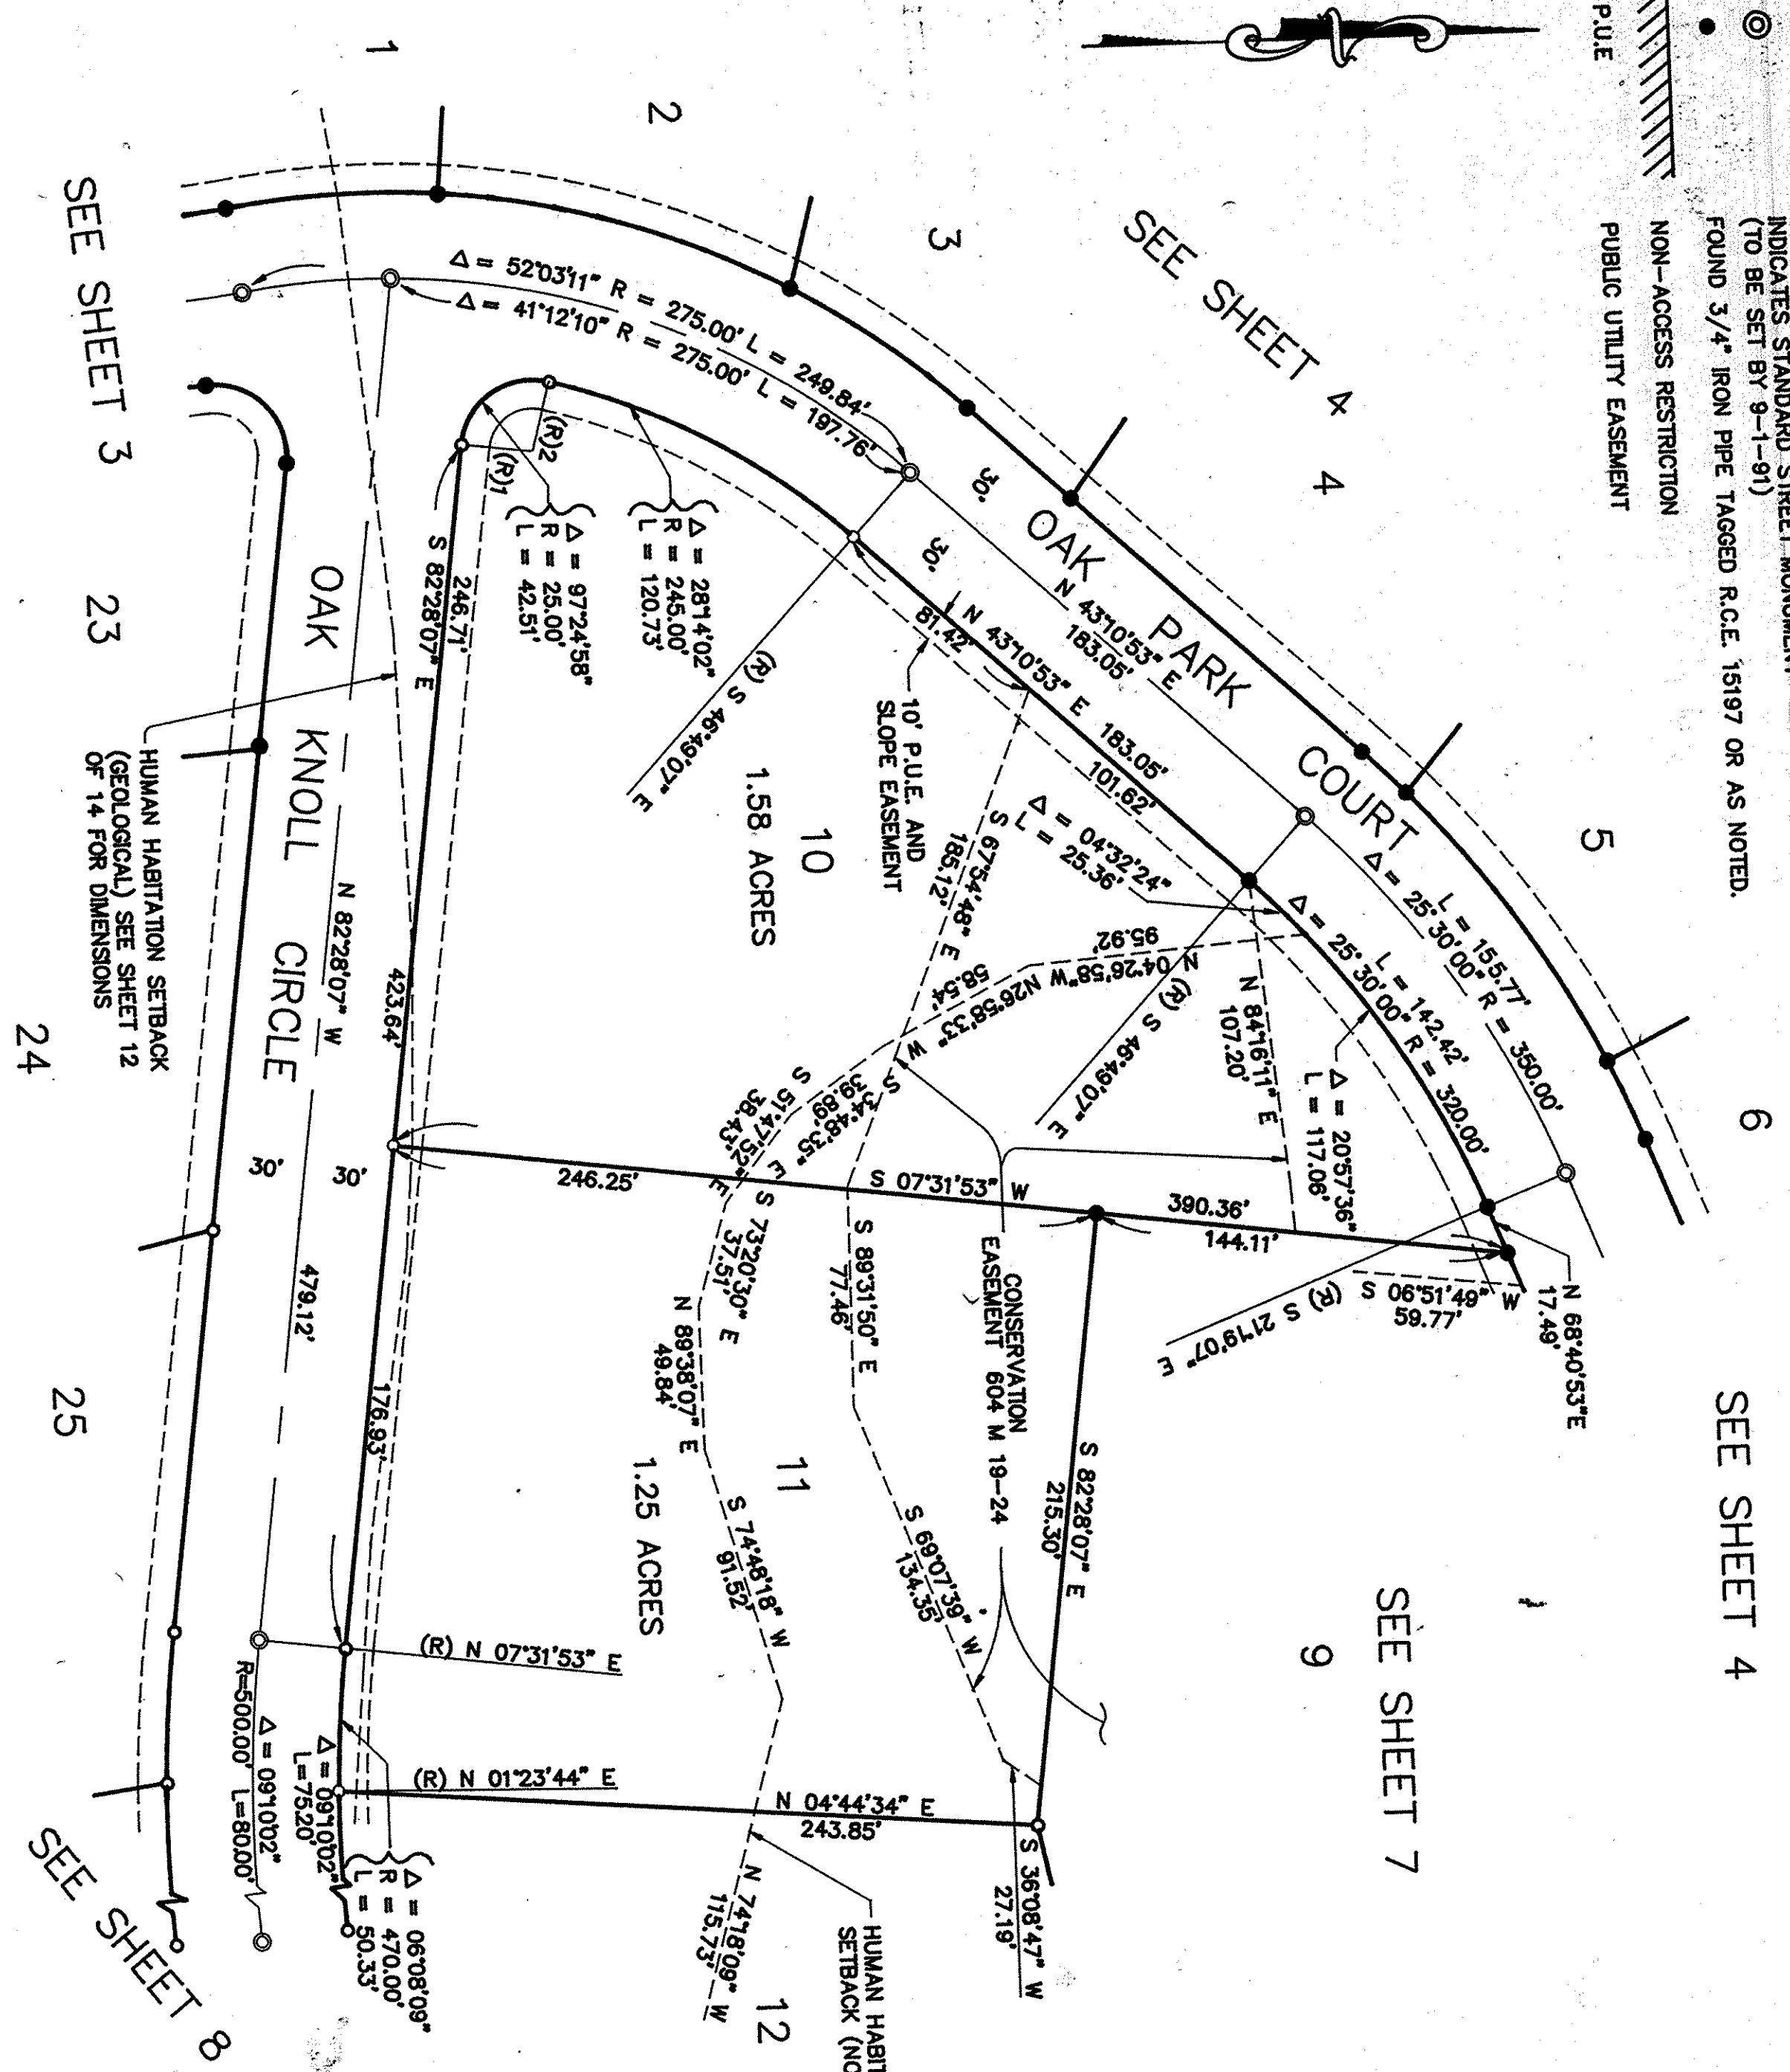 INDICATES STANDARD STREET MONUMENT
(TO BE SET BY 9-1-91)
FOUND 3/4" IRON PIPE TAGGED R.C.E. 15197 OR AS NOTED.
NON-ACCESS RESTRICTION
P.U.E
PUBLIC UTILITY EASEMENT
SEE SHEET 4
SEE SHEET 4
SEE SHEET 7
SEE SHEET 3
SEE SHEET 8
1
2
3
4
5
6
9
10
1.58 ACRES
11
1.25 ACRES
12
23
24
25
OAK PARK COURT
OAK KNOLL CIRCLE
Δ = 52°03'11" R = 275.00' L = 249.84'
Δ = 41°12'10" R = 275.00' L = 197.76'
30'
30'
N 43°10'53" E
183.05'
N 43°10'53" E 183.05'
81.42'
101.62'
L = 155.77'
Δ = 25°30'00" R = 350.00'
L = 142.42'
Δ = 25°30'00" R = 320.00'
Δ = 04°32'24"
L = 25.36'
Δ = 20°57'36"
L = 117.06'
N 68°40'53"E
17.49'
S 06°51'49" W
59.77'
(R) S 21°19'07" E
(R) S 46°49'07" E
(R) S 46°49'07" E
N 84°16'11" E
107.20'
10' P.U.E. AND
SLOPE EASEMENT
S 67°54'48" E
185.12'
N 04°26'58"W
95.92'
N26°58'33" W
58.54'
S 34°48'35" E
39.89'
S 51°47'52" E
38.43'
S 73°20'30" E
37.51'
N 89°38'07" E
49.84'
S 74°48'18" W
91.52'
N 74°18'09" W
115.73'
S 89°31'50" E
77.46'
S 69°07'39" W
134.35'
S 36°08'47" W
27.19'
CONSERVATION
EASEMENT 604 M 19-24
S 82°28'07" E
215.30'
S 07°31'53" W
390.36'
246.25'
144.11'
(R)2
(R)1
Δ = 28°14'02"
R = 245.00'
L = 120.73'
Δ = 97°24'58"
R = 25.00'
L = 42.51'
246.71'
S 82°28'07" E
423.64'
176.93'
N 82°28'07" W
479.12'
30'
30'
HUMAN HABITATION SETBACK
(GEOLOGICAL) SEE SHEET 12
OF 14 FOR DIMENSIONS
(R) N 07°31'53" E
(R) N 01°23'44" E
N 04°44'34" E
243.85'
Δ = 09°10'02"
L=75.20'
Δ = 09°10'02"
R=500.00' L=80.00'
Δ = 06°08'09"
R = 470.00'
L = 50.33'
HUMAN HABIT
SETBACK (NO